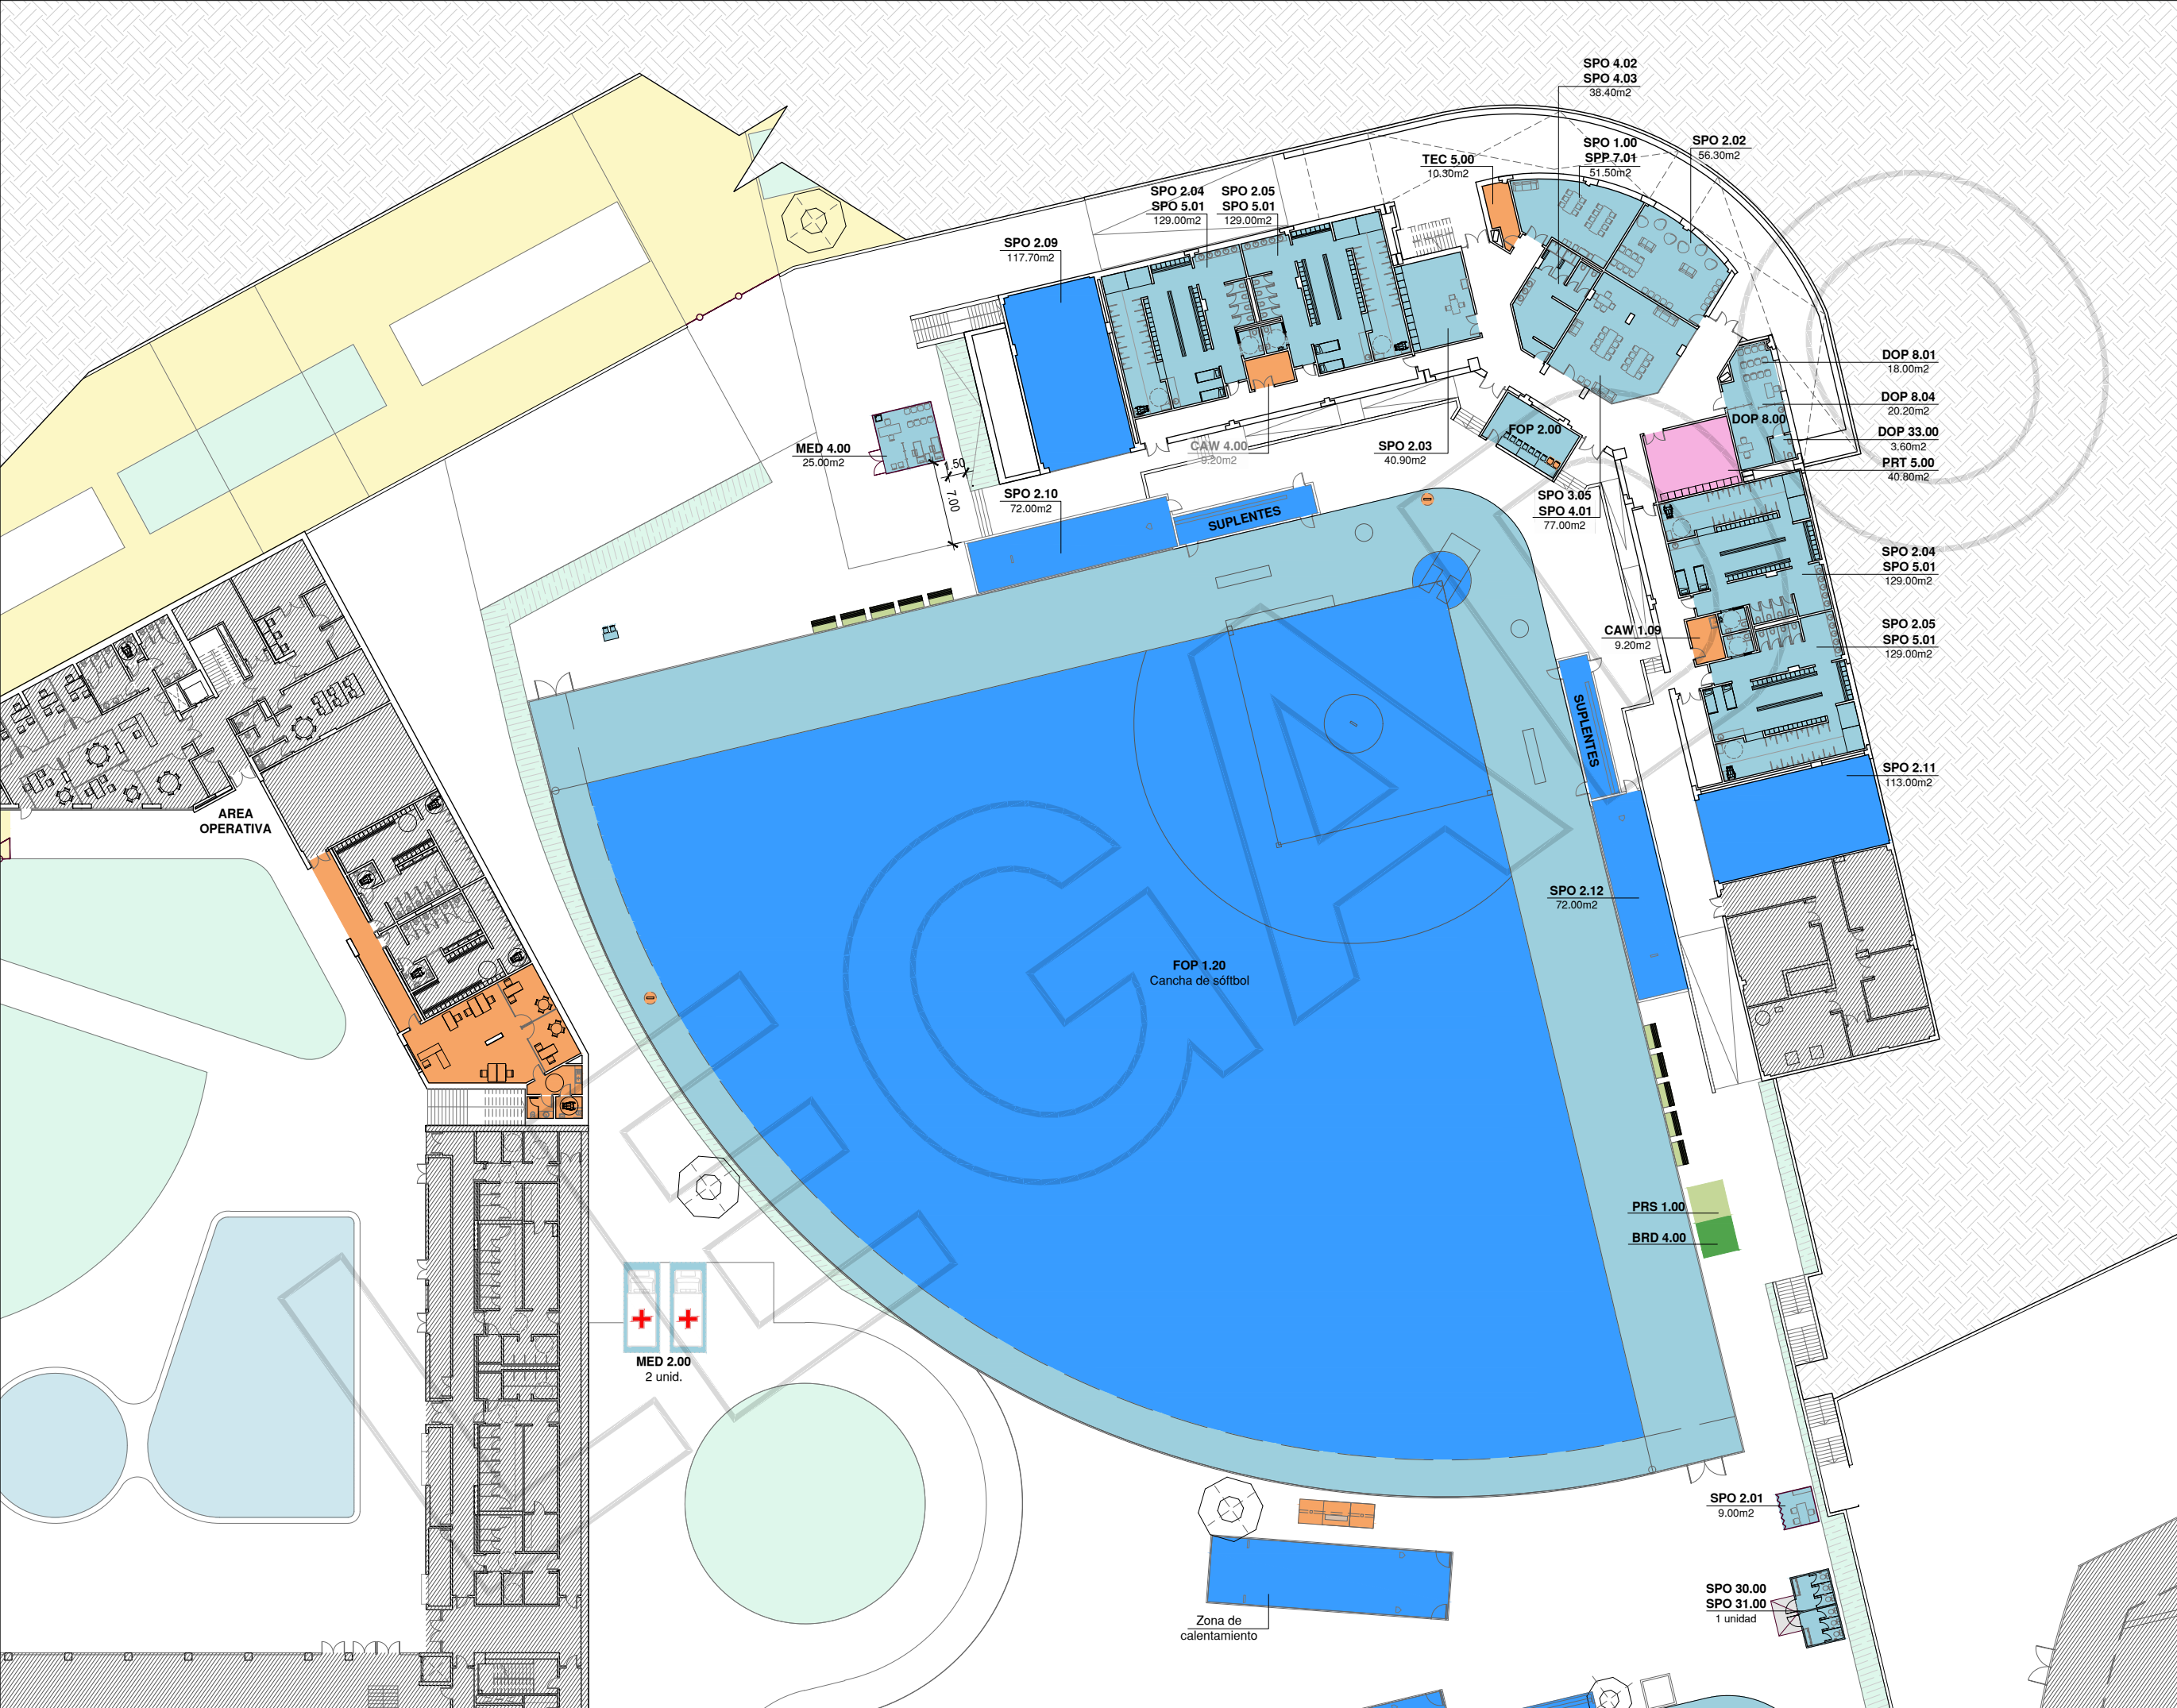 SPO 4.02
SPO 4.03
38.40m2
SPO 1.00
SPP 7.01
51.50m2
SPO 2.02
56.30m2
TEC 5.00
10.30m2
SPO 2.04
SPO 5.01
129.00m2
SPO 2.05
SPO 5.01
129.00m2
SPO 2.09
117.70m2
DOP 8.01
18.00m2
DOP 8.04
20.20m2
DOP 8.00
DOP 33.00
3.60m2
PRT 5.00
40.80m2
FOP 2.00
MED 4.00
25.00m2
CAW 4.00
9.20m2
SPO 2.03
40.90m2
1.50
7.00
SPO 2.10
72.00m2
SUPLENTES
SPO 3.05
SPO 4.01
77.00m2
SPO 2.04
SPO 5.01
129.00m2
CAW 1.09
9.20m2
SPO 2.05
SPO 5.01
129.00m2
SUPLENTES
SPO 2.11
113.00m2
AREA
OPERATIVA
SPO 2.12
72.00m2
FOP 1.20
Cancha de sóftbol
PRS 1.00
BRD 4.00
MED 2.00
2 unid.
SPO 2.01
9.00m2
SPO 30.00
SPO 31.00
1 unidad
Zona de
calentamiento
LEGADO